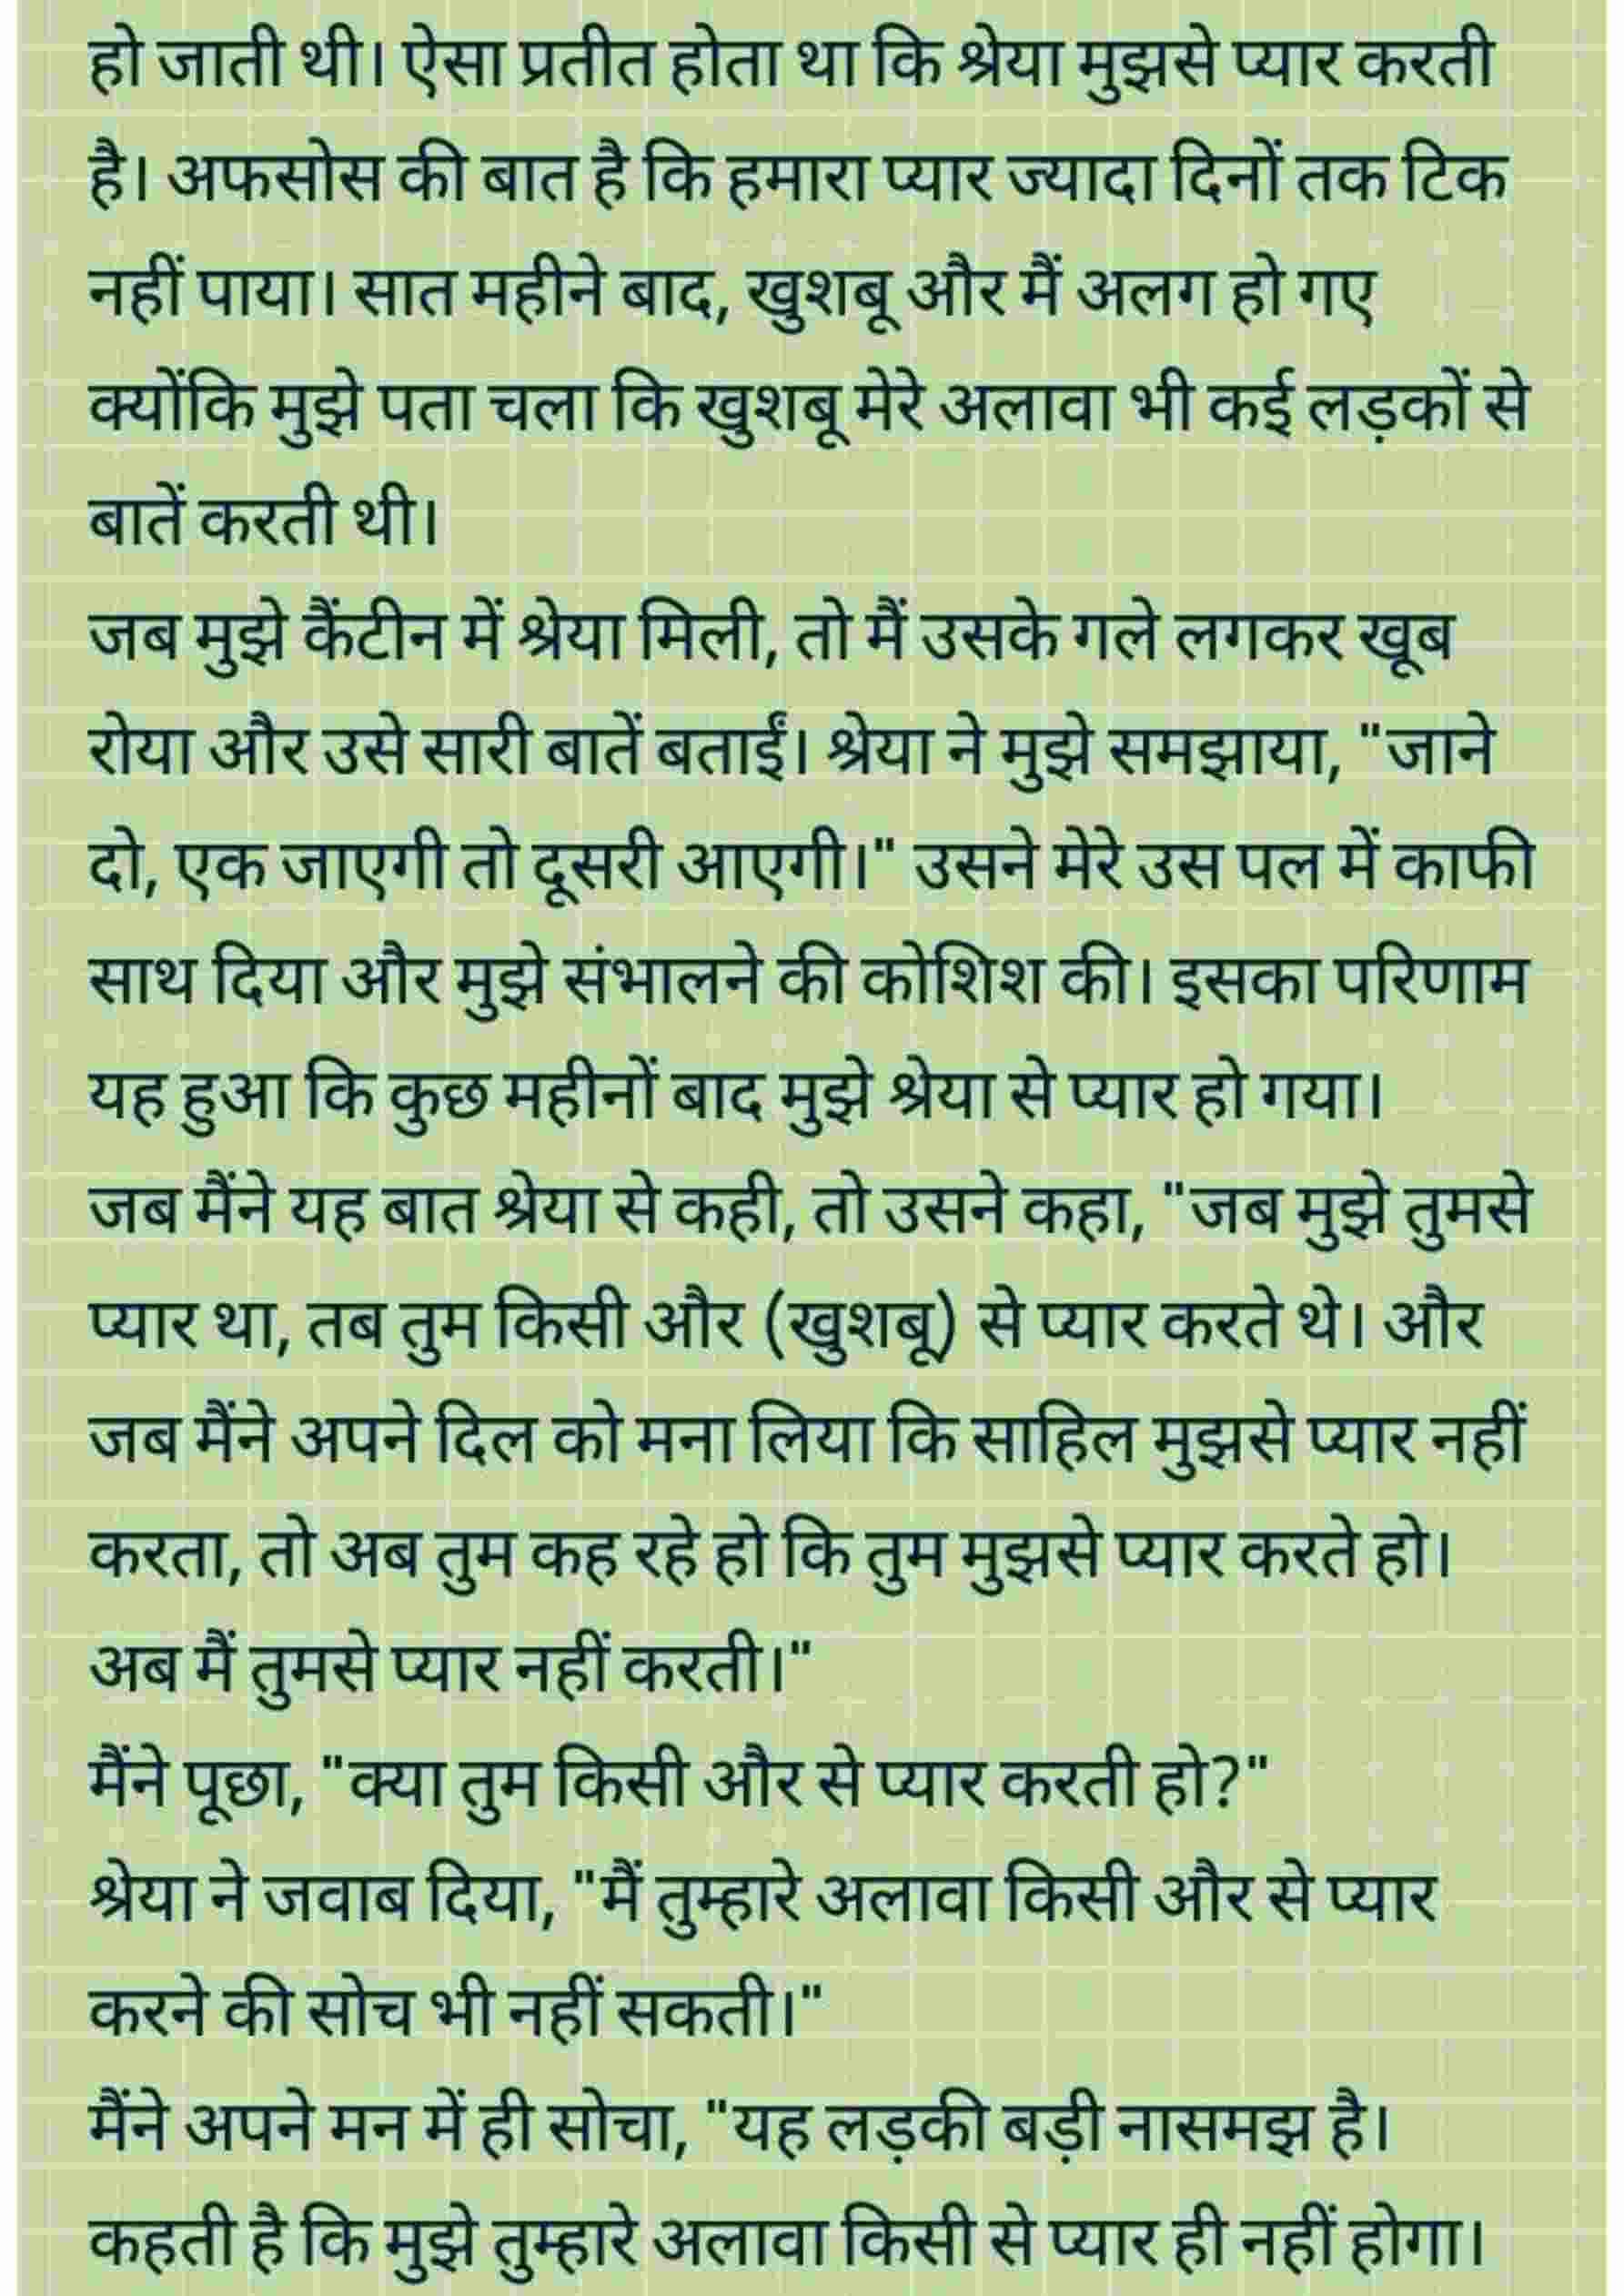 हो जाती थी। ऐसा प्रतीत होता था कि श्रेया मुझसे प्यार करती
है। अफसोस की बात है कि हमारा प्यार ज्यादा दिनों तक टिक
नहीं पाया। सात महीने बाद, खुशबू और मैं अलग हो गए
क्योंकि मुझे पता चला कि खुशबू मेरे अलावा भी कई लड़कों से
बातें करती थी।
जब मुझे कैंटीन में श्रेया मिली, तो मैं उसके गले लगकर खूब
रोया और उसे सारी बातें बताईं। श्रेया ने मुझे समझाया, "जाने
दो, एक जाएगी तो दूसरी आएगी।" उसने मेरे उस पल में काफी
साथ दिया और मुझे संभालने की कोशिश की। इसका परिणाम
यह हुआ कि कुछ महीनों बाद मुझे श्रेया से प्यार हो गया।
जब मैंने यह बात श्रेया से कही, तो उसने कहा, "जब मुझे तुमसे
प्यार था, तब तुम किसी और (खुशबू) से प्यार करते थे। और
जब मैंने अपने दिल को मना लिया कि साहिल मुझसे प्यार नहीं
करता, तो अब तुम कह रहे हो कि तुम मुझसे प्यार करते हो।
अब मैं तुमसे प्यार नहीं करती।"
मैंने पूछा, "क्या तुम किसी और से प्यार करती हो?"
श्रेया ने जवाब दिया, "मैं तुम्हारे अलावा किसी और से प्यार
करने की सोच भी नहीं सकती।"
मैंने अपने मन में ही सोचा, "यह लड़की बड़ी नासमझ है।
कहती है कि मुझे तुम्हारे अलावा किसी से प्यार ही नहीं होगा।